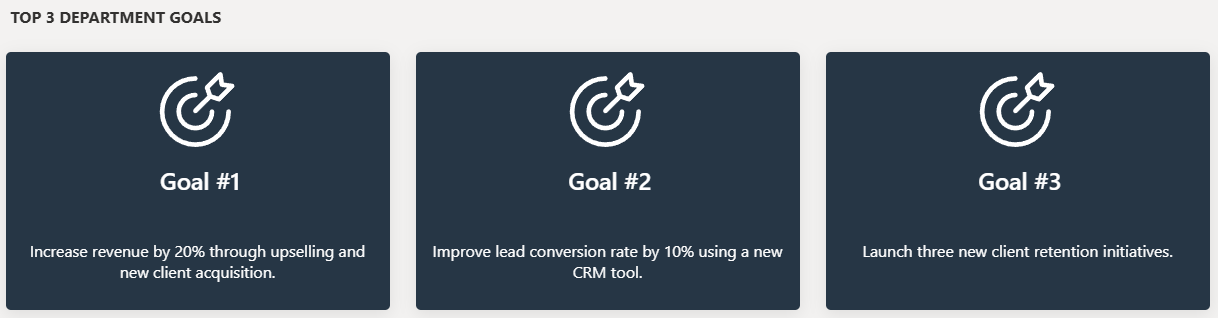 TOP 3 DEPARTMENT GOALS
Goal #1
Increase revenue by 20% through upselling and
new client acquisition.
Goal #2
Improve lead conversion rate by 10% using a new
CRM tool.
Goal #3
Launch three new client retention initiatives.